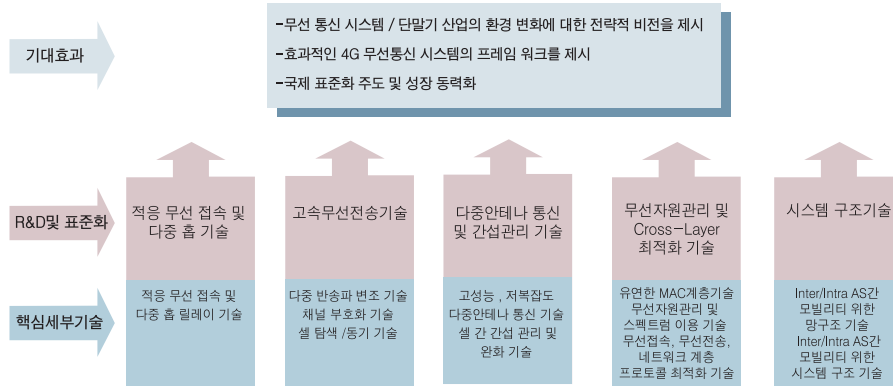 기대효과
-무선 통신 시스템 / 단말기 산업의 환경 변화에 대한 전략적 비전을 제시
-효과적인 4G 무선통신 시스템의 프레임 워크를 제시
-국제 표준화 주도 및 성장 동력화
R&D및 표준화
적응 무선 접속 및
다중 홉 기술
고속무선전송기술
다중안테나 통신
및 간섭관리 기술
무선자원관리 및
Cross-Layer
최적화 기술
시스템 구조기술
핵심세부기술
적응 무선 접속 및
다중 홉 릴레이 기술
다중 반송파 변조 기술
채널 부호화 기술
셀 탐색 /동기 기술
고성능 , 저복잡도
다중안테나 통신 기술
셀 간 간섭 관리 및
완화 기술
유연한 MAC계층기술
무선자원관리 및
스펙트럼 이용 기술
무선접속, 무선전송,
네트워크 계층
프로토콜 최적화 기술
Inter/Intra AS간
모빌리티 위한
망구조 기술
Inter/Intra AS간
모빌리티 위한
시스템 구조 기술